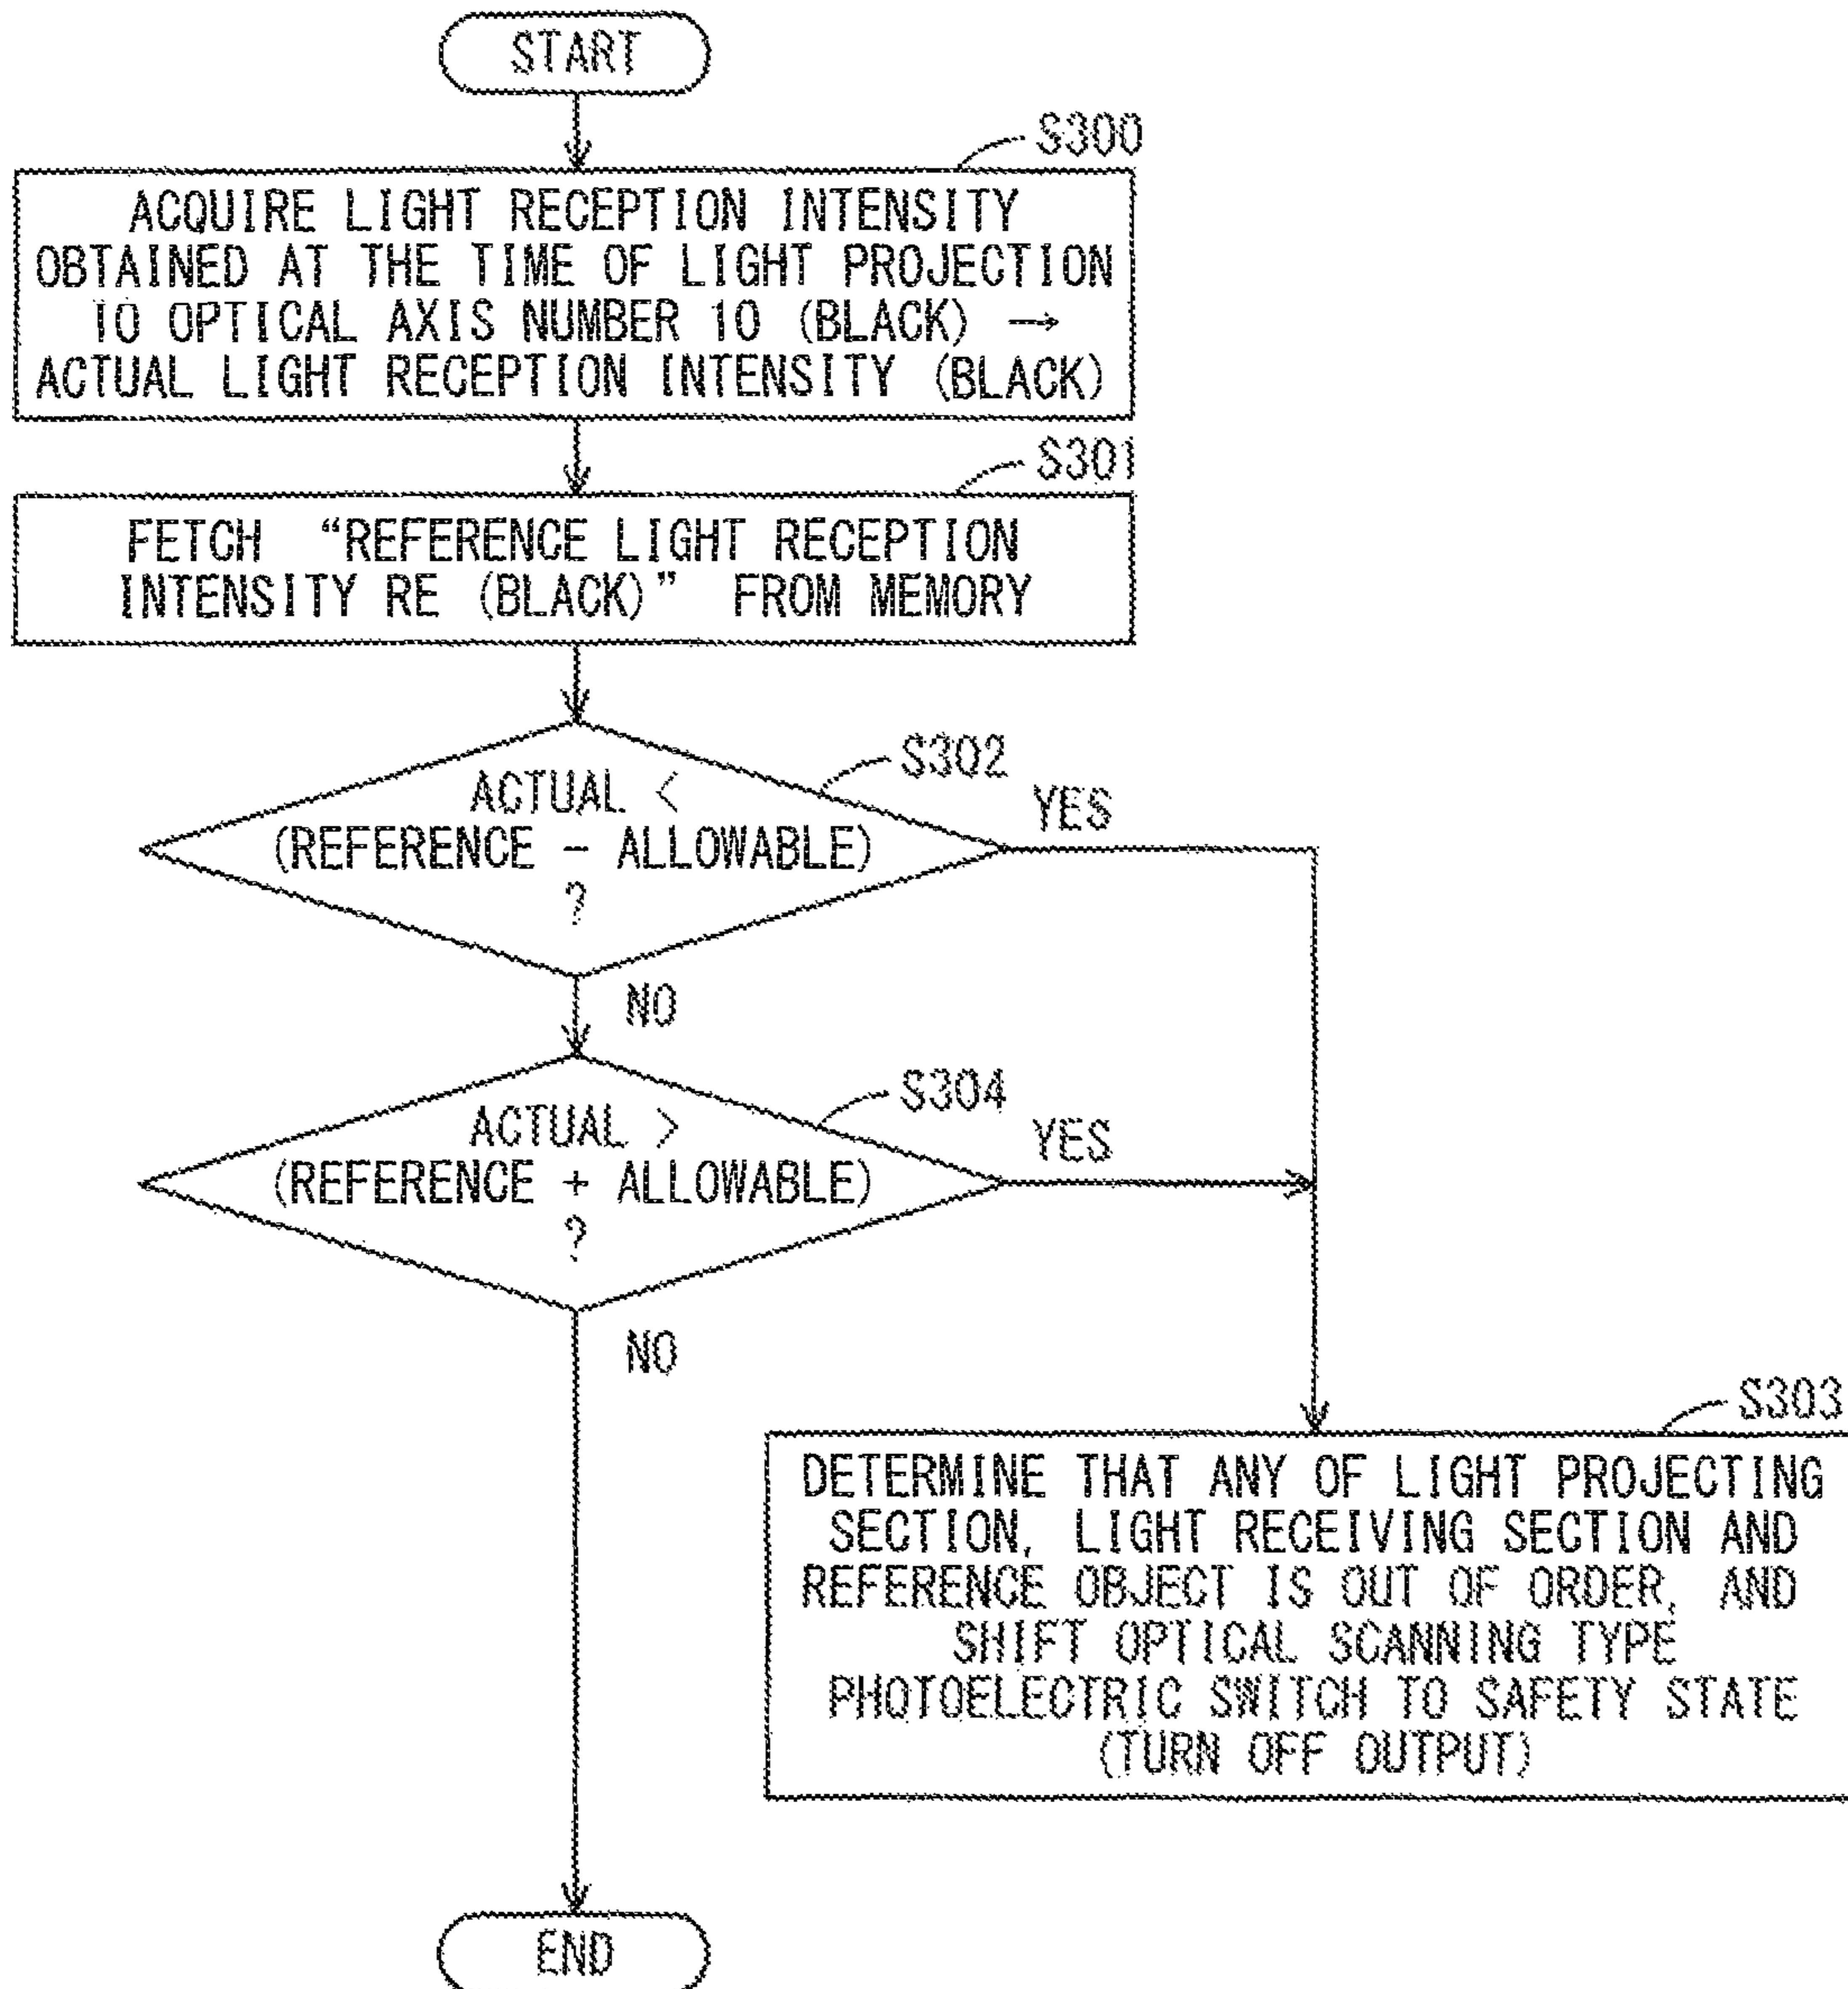 START
S300
ACQUIRE LIGHT RECEPTION INTENSITY
OBTAINED AT THE TIME OF LIGHT PROJECTION
TO OPTICAL AXIS NUMBER 10 (BLACK) →
ACTUAL LIGHT RECEPTION INTENSITY (BLACK)
S301
FETCH “REFERENCE LIGHT RECEPTION
INTENSITY RE (BLACK)” FROM MEMORY
S302
ACTUAL <
(REFERENCE - ALLOWABLE)
?
YES
NO
S304
ACTUAL >
(REFERENCE + ALLOWABLE)
?
YES
NO
S303
DETERMINE THAT ANY OF LIGHT PROJECTING
SECTION, LIGHT RECEIVING SECTION AND
REFERENCE OBJECT IS OUT OF ORDER, AND
SHIFT OPTICAL SCANNING TYPE
PHOTOELECTRIC SWITCH TO SAFETY STATE
(TURN OFF OUTPUT)
END